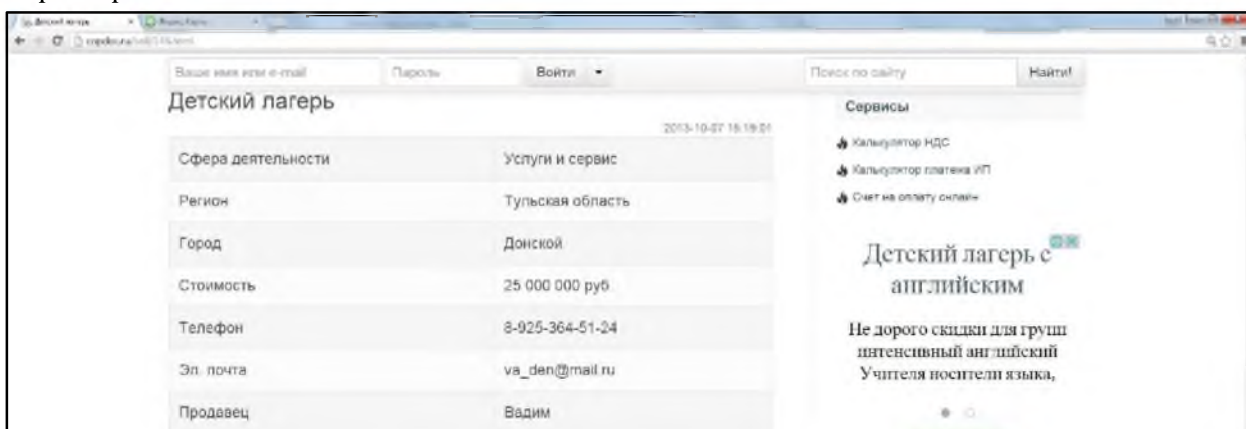 Детский лагерь
Ваше имя или e-mail Пароль Войти Поиск по сайту Найти!
Детский лагерь
2013-10-07 16:19:01
Сфера деятельности Услуги и сервис
Регион Тульская область
Город Донской
Стоимость 25 000 000 руб
Телефон 8-925-364-51-24
Эл. почта va_den@mail.ru
Продавец Вадим
Сервисы
Калькулятор НДС
Калькулятор платежа ИП
Счет на оплату онлайн
Детский лагерь с
английским
Не дорого скидки для групп
интенсивный английский
Учителя носители языка,